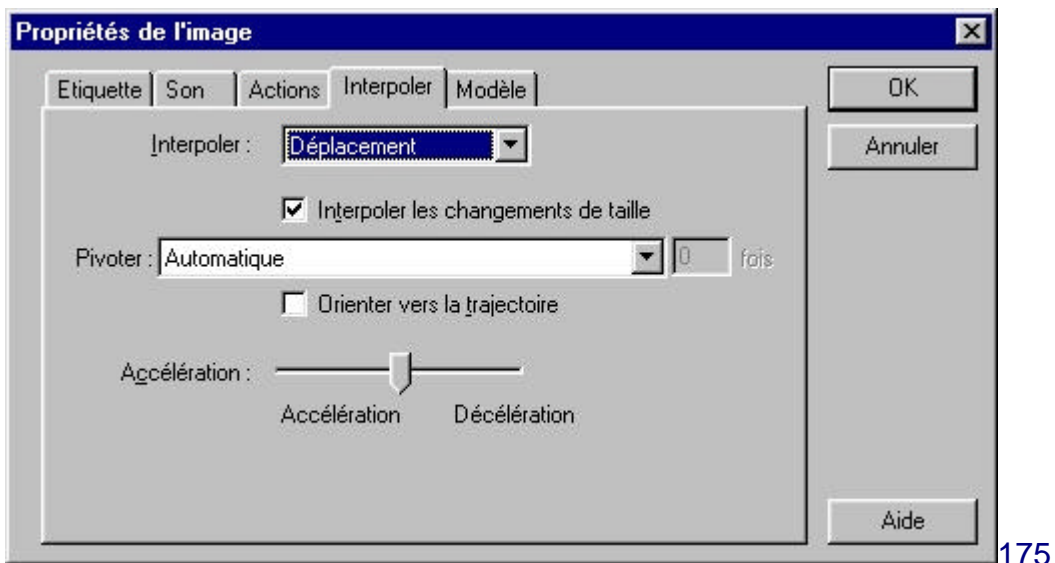 Propriétés de l'image
Etiquette Son Actions Interpoler Modèle
OK
Interpoler : Déplacement
Annuler
Interpoler les changements de taille
Pivoter : Automatique 0 fois
Orienter vers la trajectoire
Accélération :
Accélération Décélération
Aide
175